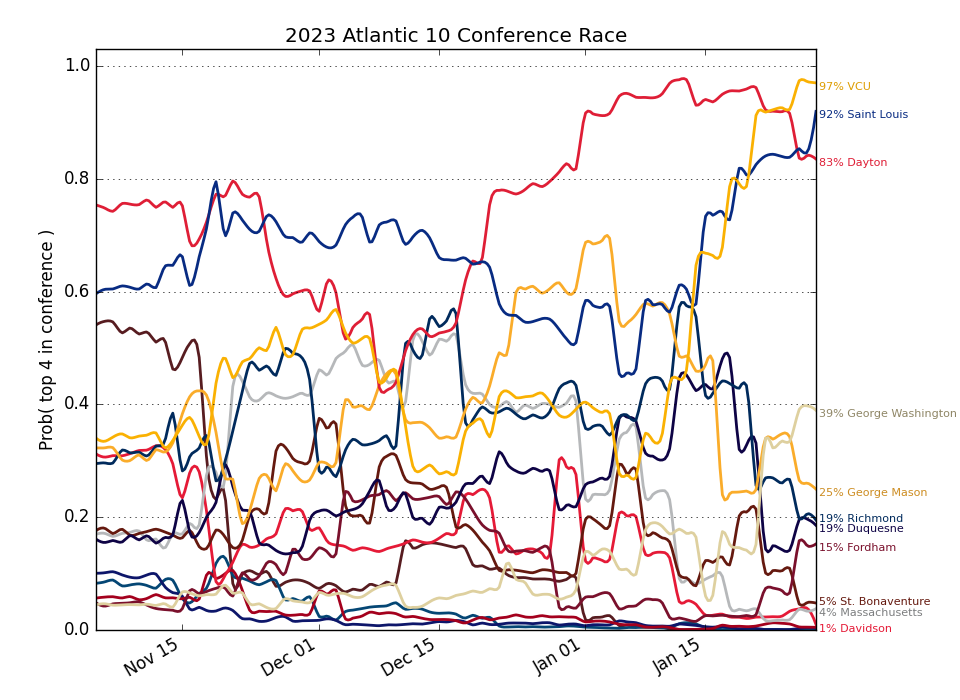 2023 Atlantic 10 Conference Race
Prob( top 4 in conference )
1.0
0.8
0.6
0.4
0.2
0.0
Nov 15
Dec 01
Dec 15
Jan 01
Jan 15
97% VCU
92% Saint Louis
83% Dayton
39% George Washington
25% George Mason
19% Richmond
19% Duquesne
15% Fordham
5% St. Bonaventure
4% Massachusetts
1% Davidson